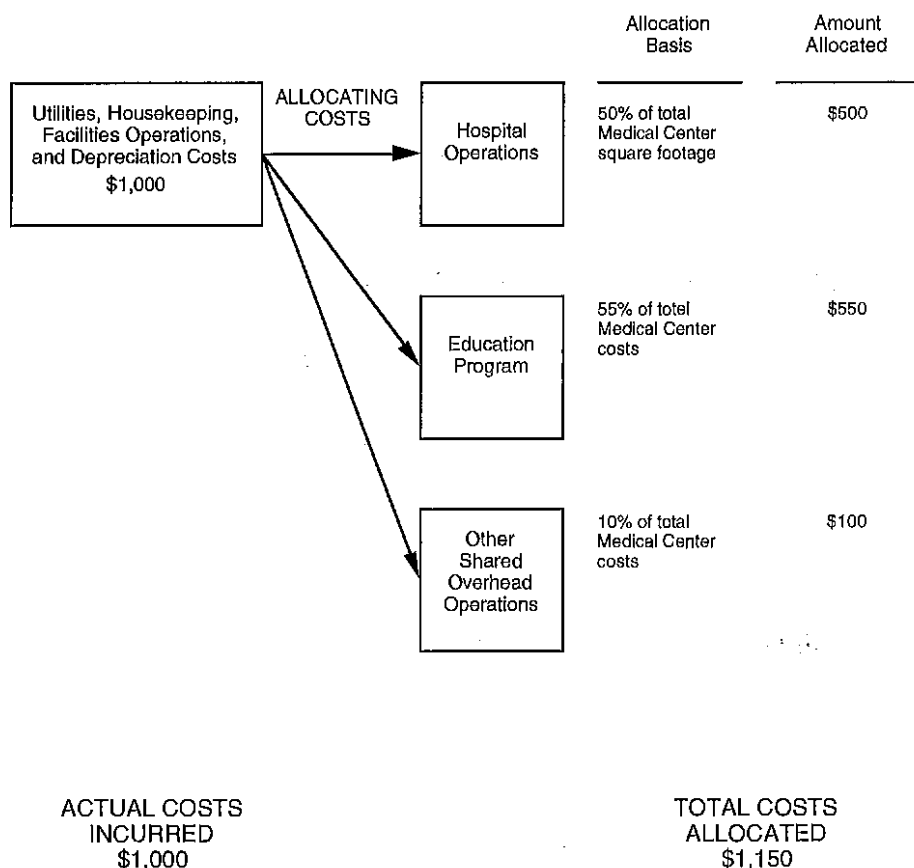 Allocation
Basis
Amount
Allocated
Utilities, Housekeeping,
Facilities Operations,
and Depreciation Costs
$1,000
ALLOCATING
COSTS
Hospital
Operations
50% of total
Medical Center
square footage
$500
Education
Program
55% of total
Medical Center
costs
$550
Other
Shared
Overhead
Operations
10% of total
Medical Center
costs
$100
ACTUAL COSTS
INCURRED
$1,000
TOTAL COSTS
ALLOCATED
$1,150